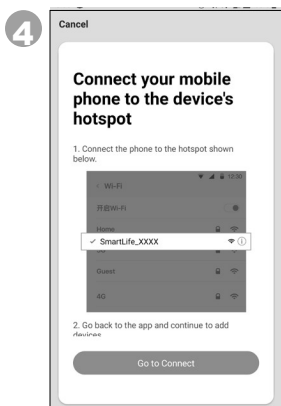 4
Cancel
Connect your mobile
phone to the device's
hotspot
1. Connect the phone to the hotspot shown
below.
12:00
‹ Wi-Fi
开启Wi-Fi
Home
✓ SmartLife_XXXX
Guest
4G
2. Go back to the app and continue to add
devices
Go to Connect